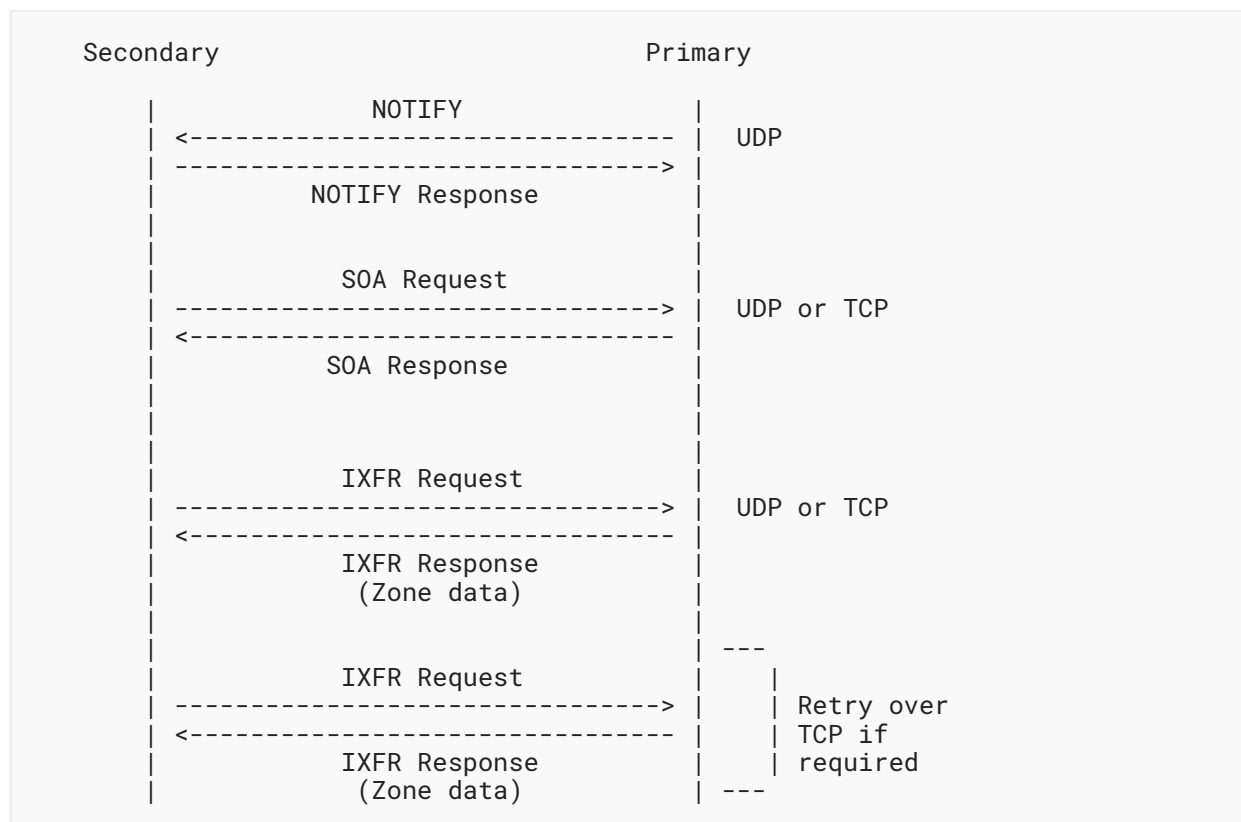 Secondary                           Primary
|              NOTIFY               |
| <-------------------------------- |  UDP
| --------------------------------> |
|          NOTIFY Response          |
|                                   |
|                                   |
|            SOA Request            |
| --------------------------------> |  UDP or TCP
| <-------------------------------- |
|           SOA Response            |
|                                   |
|                                   |
|                                   |
|            IXFR Request           |
| --------------------------------> |  UDP or TCP
| <-------------------------------- |
|            IXFR Response          |
|             (Zone data)           |
|                                   |
|                                   | ---
|            IXFR Request           |    |
| --------------------------------> |    | Retry over
| <-------------------------------- |    | TCP if
|            IXFR Response          |    | required
|             (Zone data)           | ---